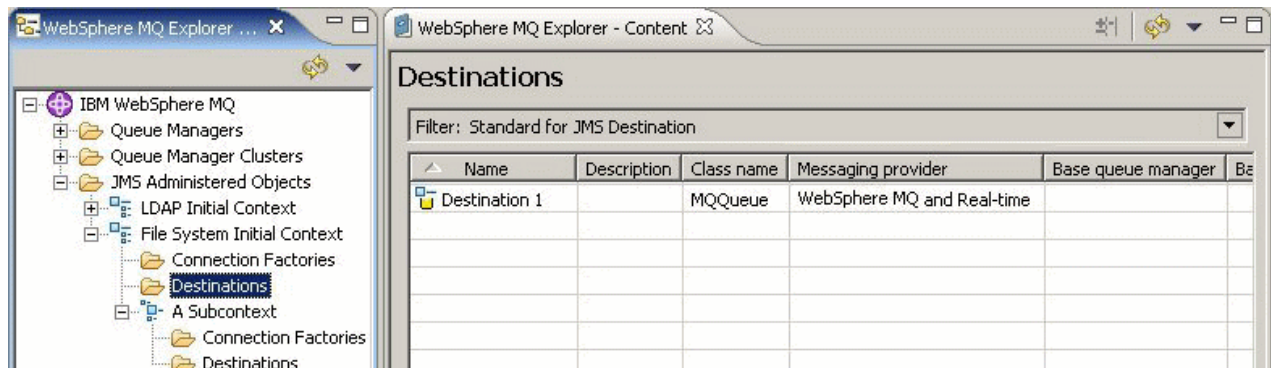 WebSphere MQ Explorer ...
IBM WebSphere MQ
Queue Managers
Queue Manager Clusters
JMS Administered Objects
LDAP Initial Context
File System Initial Context
Connection Factories
Destinations
A Subcontext
Connection Factories
Destinations
WebSphere MQ Explorer - Content
Destinations
Filter: Standard for JMS Destination
Name Description Class name Messaging provider Base queue manager Ba
Destination 1 MQQueue WebSphere MQ and Real-time